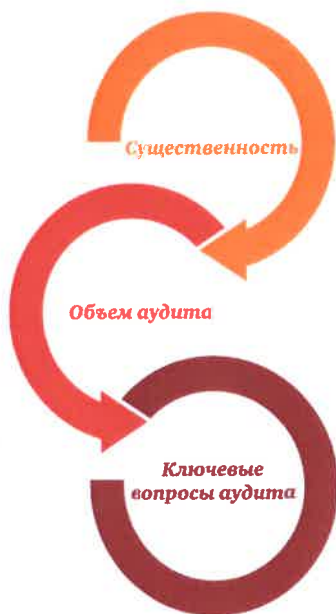 Существенность
Объем аудита
Ключевые
вопросы аудита